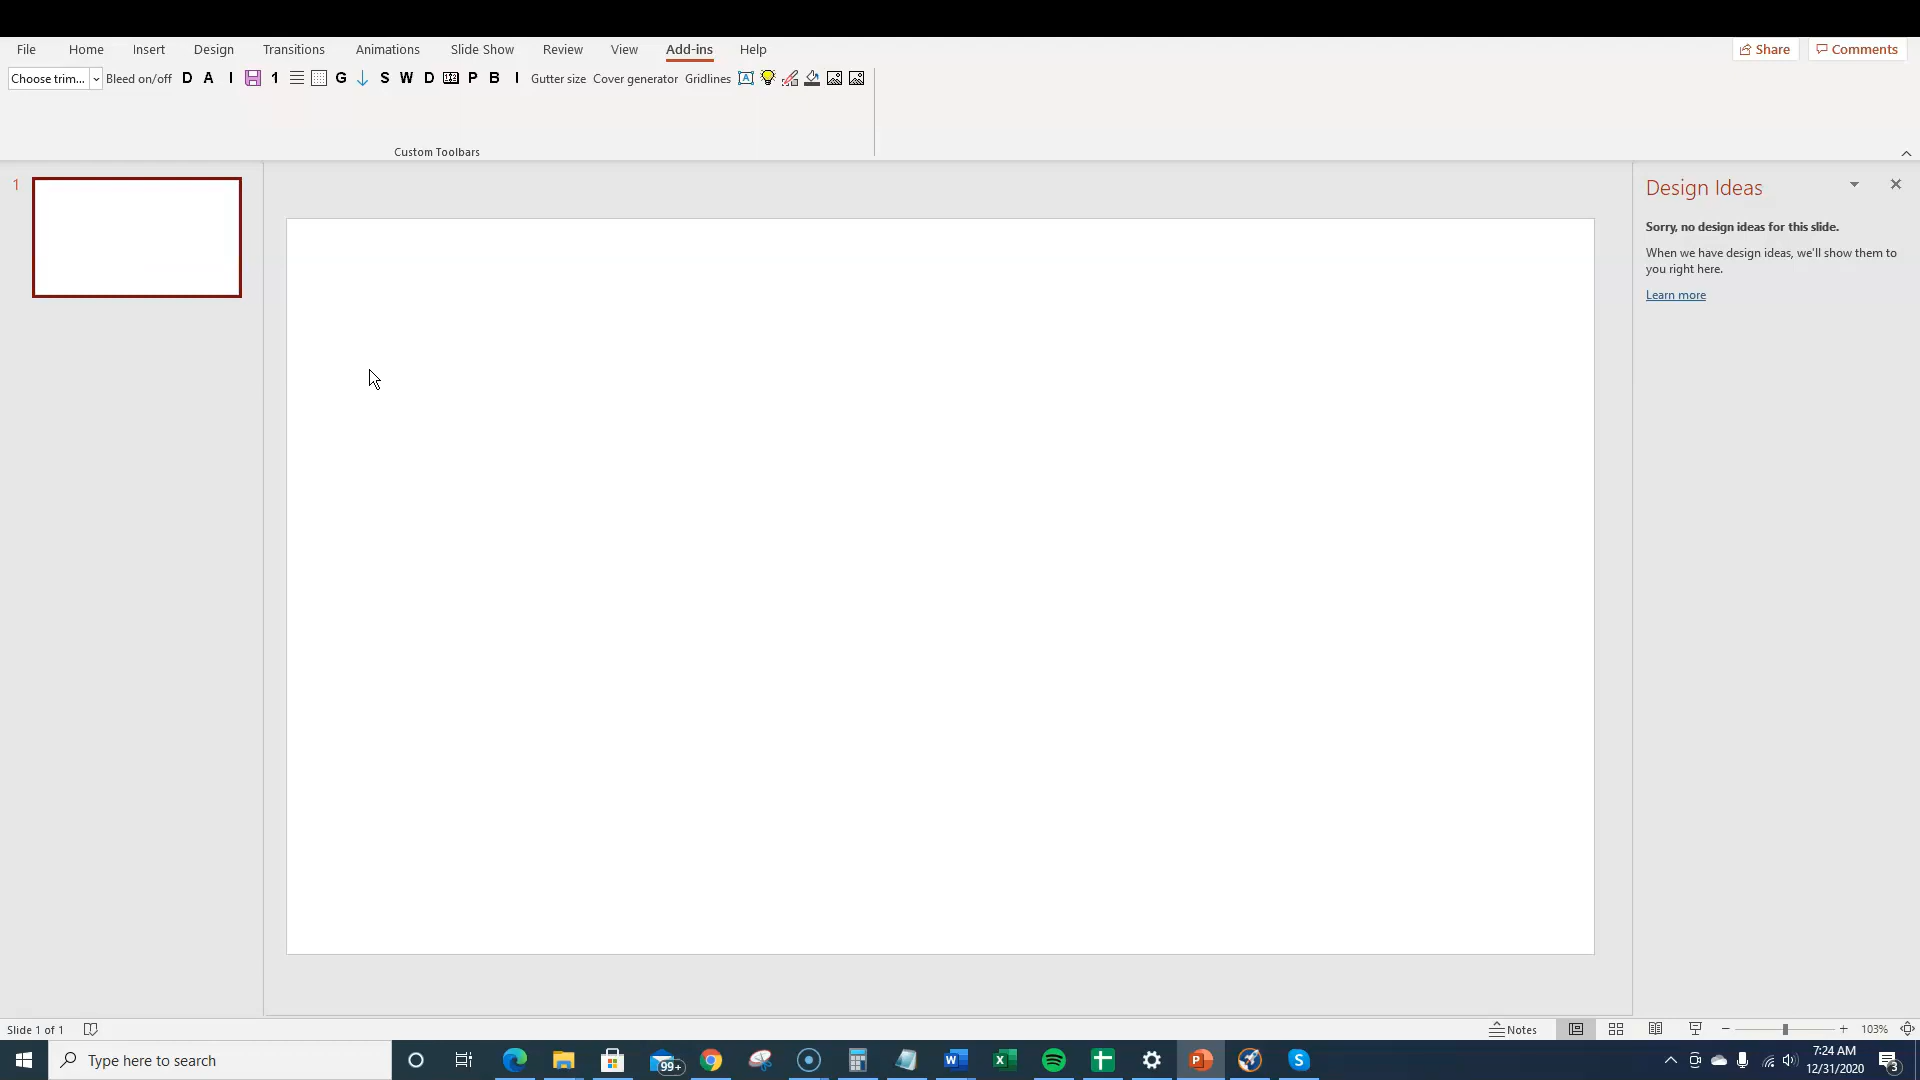 File Home Insert Design Transitions Animations Slide Show Review View Add-ins Help Share Comments
Choose trim... Bleed on/off D A I 1 G S W D P B I Gutter size Cover generator Gridlines A
Custom Toolbars
1
Design Ideas
Sorry, no design ideas for this slide.
When we have design ideas, we'll show them to
you right here.
Learn more
Slide 1 of 1 Notes 103%
Type here to search 99+ 7:24 AM
12/31/2020 3